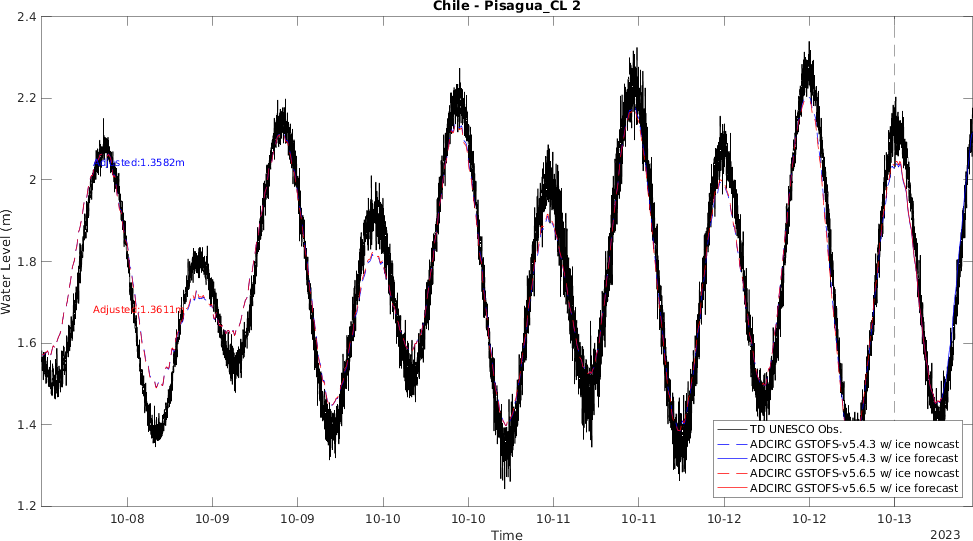 Chile - Pisagua_CL 2
Water Level (m)
2.4
2.2
2
1.8
1.6
1.4
1.2
Adjusted:1.3582m
Adjusted:1.3611m
TD UNESCO Obs.
ADCIRC GSTOFS-v5.4.3 w/ ice nowcast
ADCIRC GSTOFS-v5.4.3 w/ ice forecast
ADCIRC GSTOFS-v5.6.5 w/ ice nowcast
ADCIRC GSTOFS-v5.6.5 w/ ice forecast
10-08 10-09 10-09 10-10 10-10 10-11 10-11 10-12 10-12 10-13
Time
2023